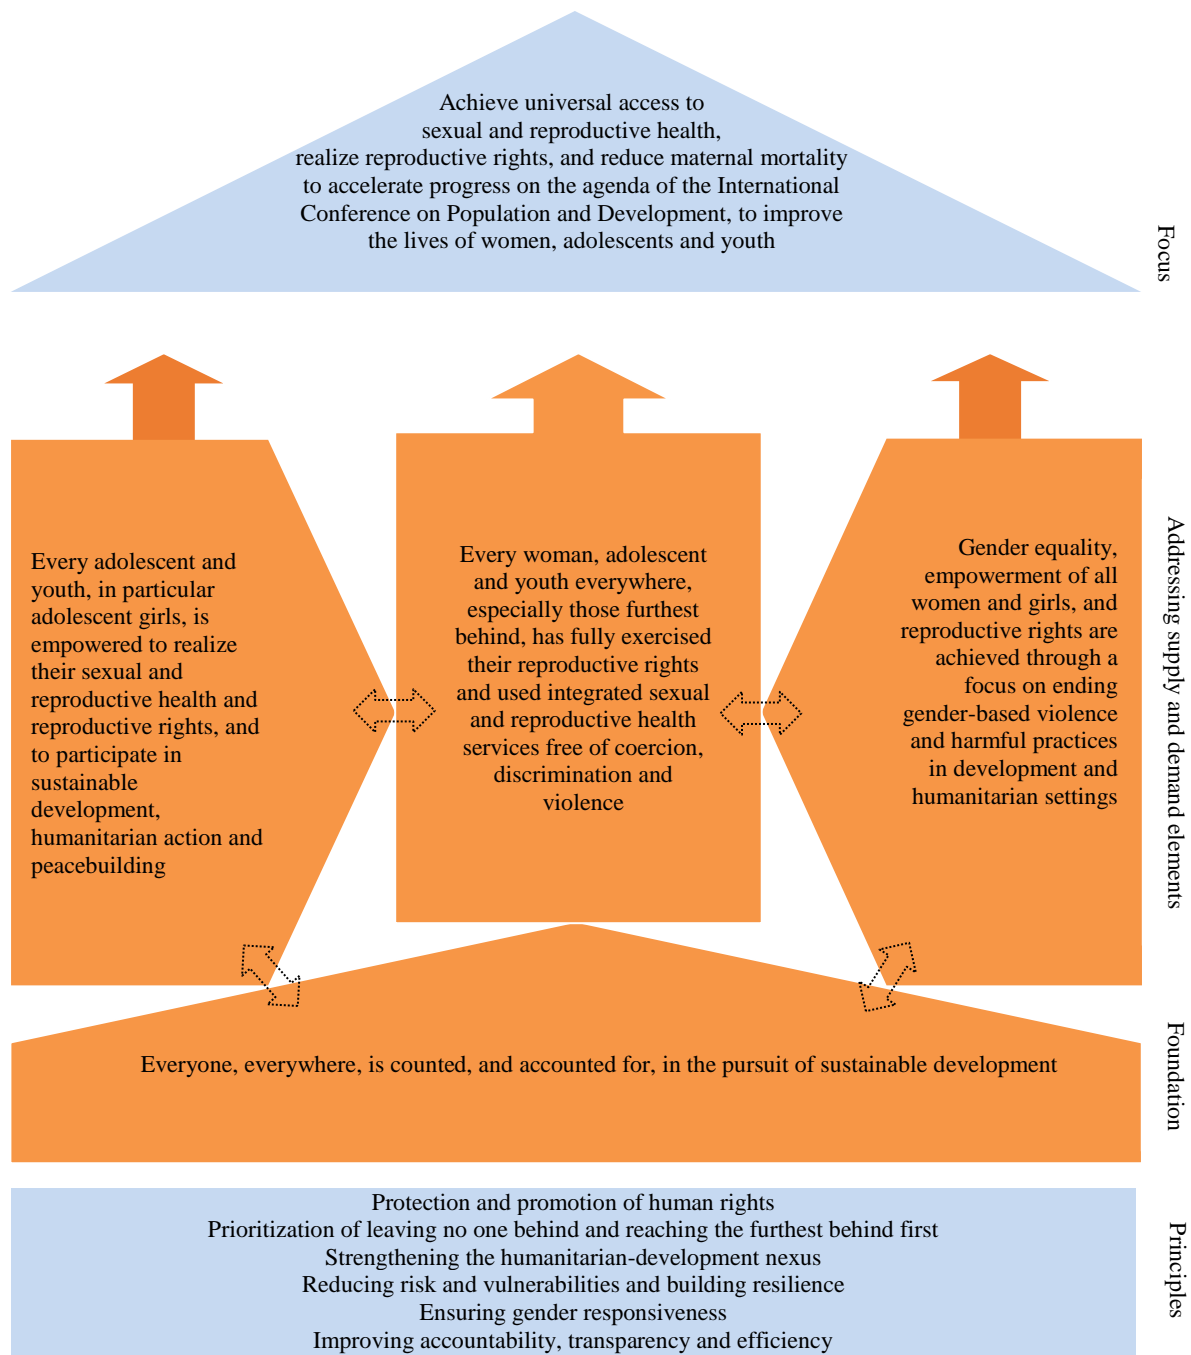 Achieve universal access to
sexual and reproductive health,
realize reproductive rights, and reduce maternal mortality
to accelerate progress on the agenda of the International
Conference on Population and Development, to improve
the lives of women, adolescents and youth
Focus
Every adolescent and
youth, in particular
adolescent girls, is
empowered to realize
their sexual and
reproductive health and
reproductive rights, and
to participate in
sustainable
development,
humanitarian action and
peacebuilding
Every woman, adolescent
and youth everywhere,
especially those furthest
behind, has fully exercised
their reproductive rights
and used integrated sexual
and reproductive health
services free of coercion,
discrimination and
violence
Gender equality,
empowerment of all
women and girls, and
reproductive rights are
achieved through a
focus on ending
gender-based violence
and harmful practices
in development and
humanitarian settings
Addressing supply and demand elements
Everyone, everywhere, is counted, and accounted for, in the pursuit of sustainable development
Foundation
Protection and promotion of human rights
Prioritization of leaving no one behind and reaching the furthest behind first
Strengthening the humanitarian-development nexus
Reducing risk and vulnerabilities and building resilience
Ensuring gender responsiveness
Improving accountability, transparency and efficiency
Principles